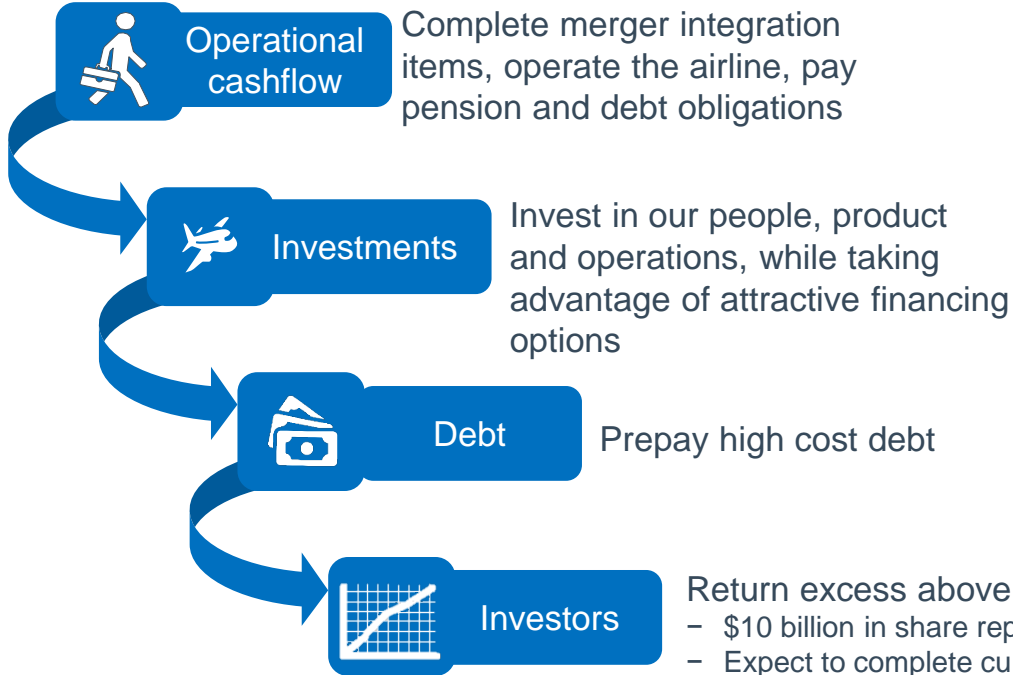 Operational
cashflow
Complete merger integration
items, operate the airline, pay
pension and debt obligations
Investments
Invest in our people, product
and operations, while taking
advantage of attractive financing
options
Debt
Prepay high cost debt
Investors
Return excess above
− $10 billion in share
− Expect to complete